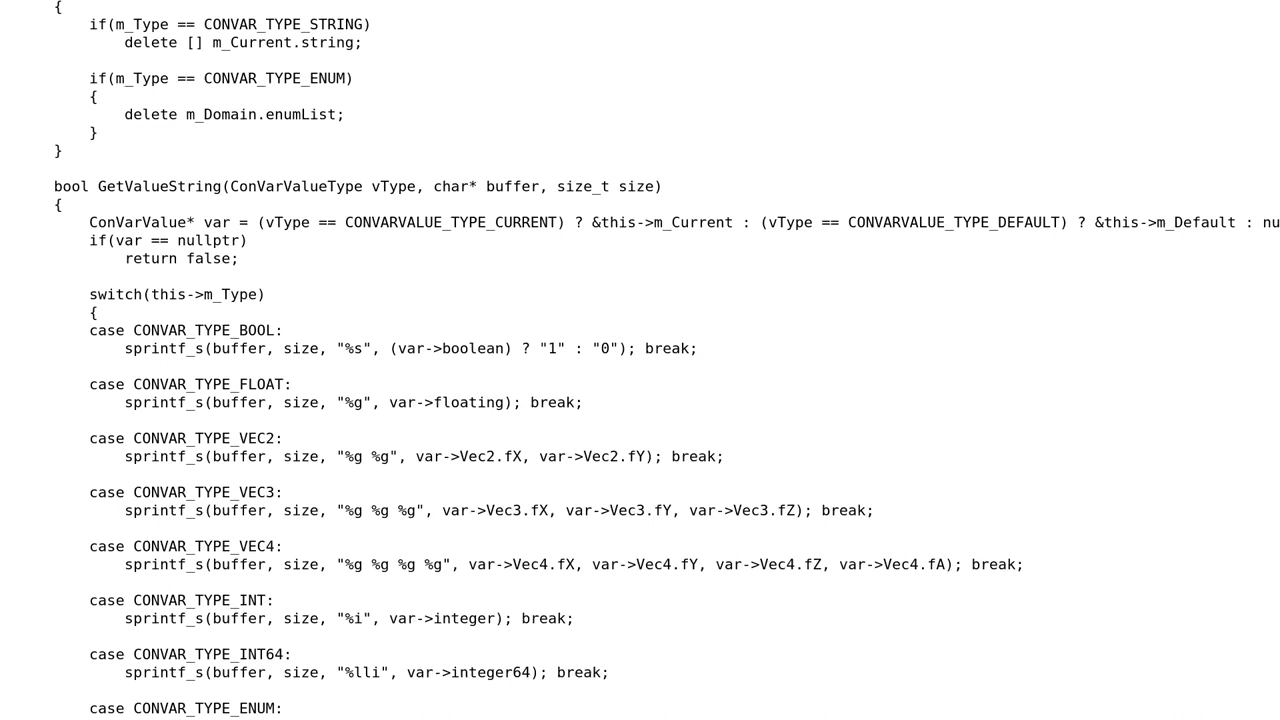 {
if(m_Type == CONVAR_TYPE_STRING)
delete [] m_Current.string;
if(m_Type == CONVAR_TYPE_ENUM)
{
delete m_Domain.enumList;
}
}
bool GetValueString(ConVarValueType vType, char* buffer, size_t size)
{
ConVarValue* var = (vType == CONVARVALUE_TYPE_CURRENT) ? &this->m_Current : (vType == CONVARVALUE_TYPE_DEFAULT) ? &this->m_Default : nu
if(var == nullptr)
return false;
switch(this->m_Type)
{
case CONVAR_TYPE_BOOL:
sprintf_s(buffer, size, "%s", (var->boolean) ? "1" : "0"); break;
case CONVAR_TYPE_FLOAT:
sprintf_s(buffer, size, "%g", var->floating); break;
case CONVAR_TYPE_VEC2:
sprintf_s(buffer, size, "%g %g", var->Vec2.fX, var->Vec2.fY); break;
case CONVAR_TYPE_VEC3:
sprintf_s(buffer, size, "%g %g %g", var->Vec3.fX, var->Vec3.fY, var->Vec3.fZ); break;
case CONVAR_TYPE_VEC4:
sprintf_s(buffer, size, "%g %g %g %g", var->Vec4.fX, var->Vec4.fY, var->Vec4.fZ, var->Vec4.fA); break;
case CONVAR_TYPE_INT:
sprintf_s(buffer, size, "%i", var->integer); break;
case CONVAR_TYPE_INT64:
sprintf_s(buffer, size, "%lli", var->integer64); break;
case CONVAR_TYPE_ENUM: